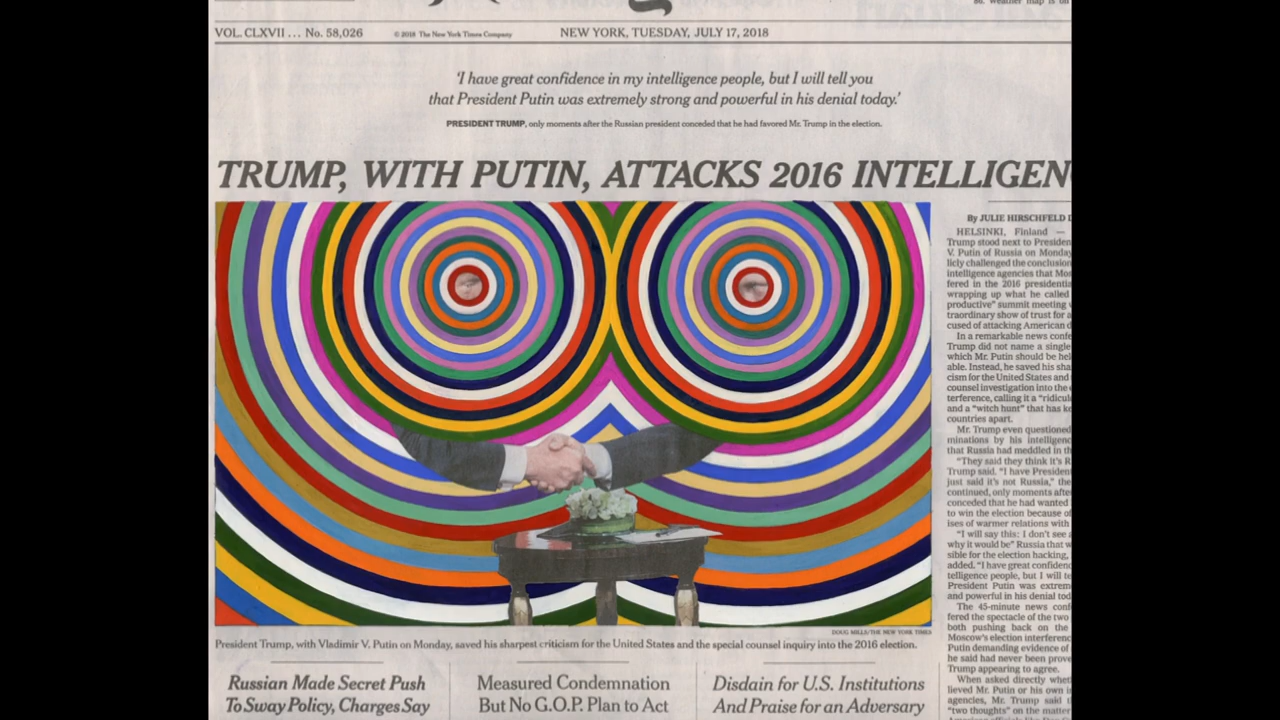 VOL. CLXVII ... No. 58,026
© 2018 The New York Times Company
NEW YORK, TUESDAY, JULY 17, 2018
'I have great confidence in my intelligence people, but I will tell you
that President Putin was extremely strong and powerful in his denial today.'
PRESIDENT TRUMP, only moments after the Russian president conceded that he had favored Mr. Trump in the election.
TRUMP, WITH PUTIN, ATTACKS 2016 INTELLIGEN
By JULIE HIRSCHFELD D
HELSINKI, Finland —
Trump stood next to Presiden
V. Putin of Russia on Monday
licly challenged the conclusion
intelligence agencies that Mos
fered in the 2016 presidentia
wrapping up what he called
productive" summit meeting
traordinary show of trust for a
cused of attacking American d
In a remarkable news confe
Trump did not name a single
which Mr. Putin should be hel
able. Instead, he saved his sha
cism for the United States and
counsel investigation into the e
terference, calling it a "ridicul
and a "witch hunt" that has ke
countries apart.
Mr. Trump even questioned
minations by his intelligenc
that Russia had meddled in th
"They said they think it's R
Trump said. "I have Presiden
just said it's not Russia," the
continued, only moments afte
conceded that he had wanted
to win the election because of
ises of warmer relations with
"I will say this: I don't see a
why it would be" Russia that w
sible for the election hacking,
added. "I have great confidenc
telligence people, but I will te
President Putin was extrem
and powerful in his denial tod
The 45-minute news conf
fered the spectacle of the two
both pushing back on the
Moscow's election interferenc
Putin demanding evidence of
he said had never been prove
Trump appearing to agree.
When asked directly whet
lieved Mr. Putin or his own i
agencies, Mr. Trump said t
"two thoughts" on the matter
DOUG MILLS/THE NEW YORK TIMES
President Trump, with Vladimir V. Putin on Monday, saved his sharpest criticism for the United States and the special counsel inquiry into the 2016 election.
Russian Made Secret Push
To Sway Policy, Charges Say
Measured Condemnation
But No G.O.P. Plan to Act
Disdain for U.S. Institutions
And Praise for an Adversary